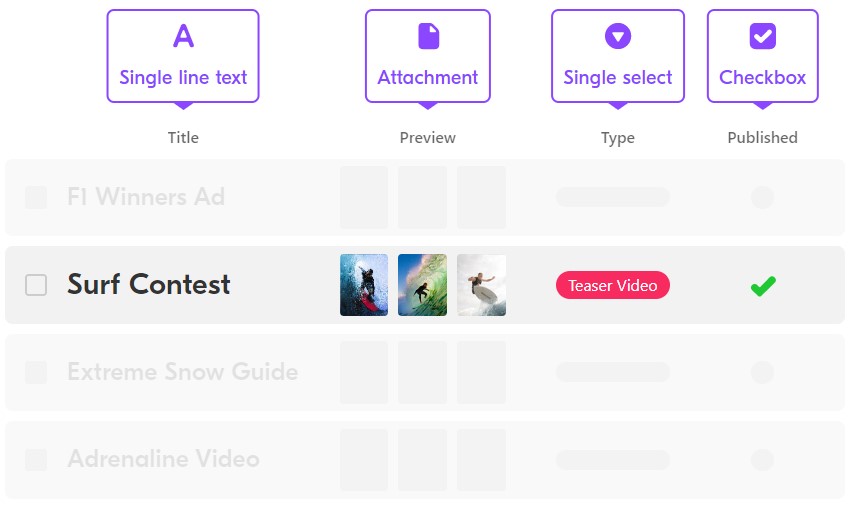 Single line text
Attachment
Single select
Checkbox
Title
Preview
Type
Published
F1 Winners Ad
Surf Contest
Teaser Video
Extreme Snow Guide
Adrenaline Video